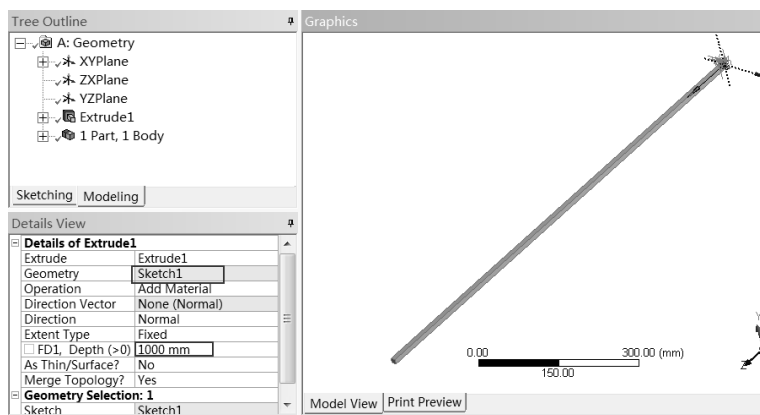 Tree Outline
A: Geometry
XYPlane
ZXPlane
YZPlane
Extrude1
1 Part, 1 Body
Sketching Modeling
Details View
Details of Extrude1
Extrude Extrude1
Geometry Sketch1
Operation Add Material
Direction Vector None (Normal)
Direction Normal
Extent Type Fixed
FD1, Depth (>0) 1000 mm
As Thin/Surface? No
Merge Topology? Yes
Geometry Selection: 1
Sketch Sketch1
Graphics
0.00 300.00 (mm)
150.00
Y
Z
Model View Print Preview